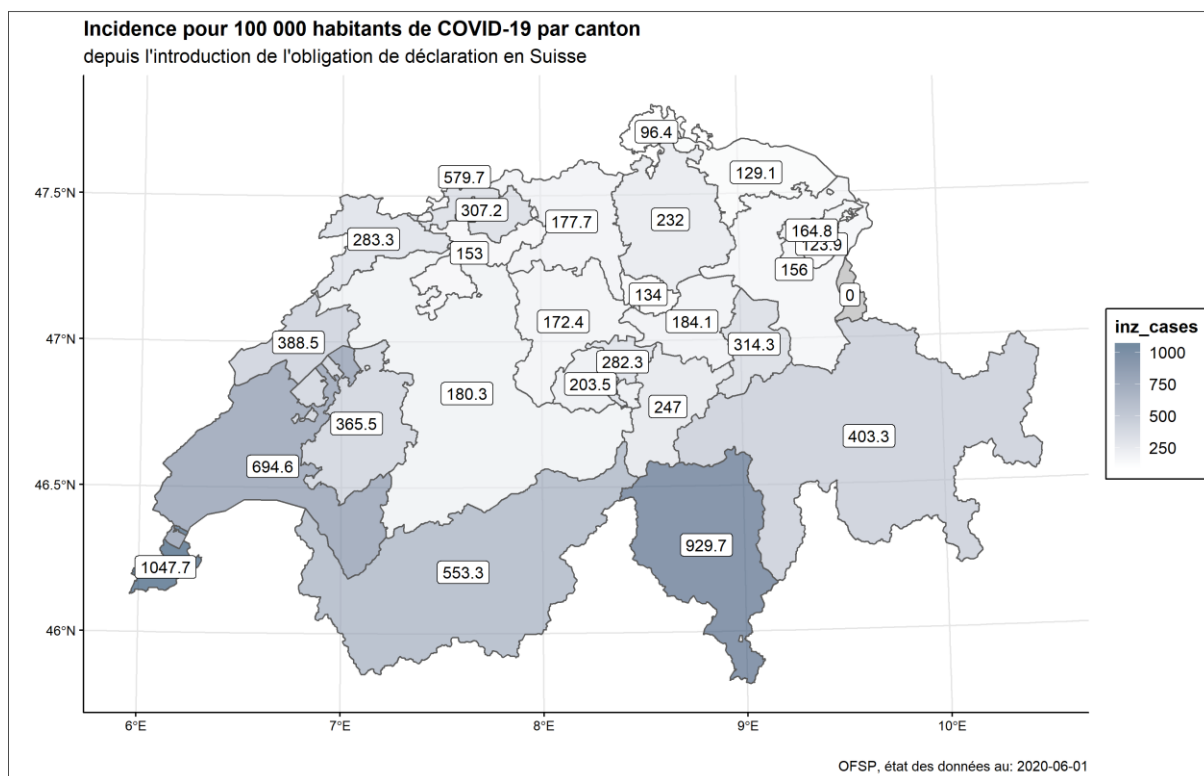 Incidence pour 100 000 habitants de COVID-19 par canton
depuis l'introduction de l'obligation de déclaration en Suisse
96.4
579.7
129.1
47.5°N
307.2
177.7
232
164.8
283.3
123.9
153
156
134
0
172.4
184.1
47°N
388.5
314.3
inz_cases
282.3
1000
203.5
180.3
750
247
500
365.5
403.3
250
694.6
46.5°N
929.7
1047.7
553.3
46°N
6°E
7°E
8°E
9°E
10°E
OFSP, état des données au: 2020-06-01